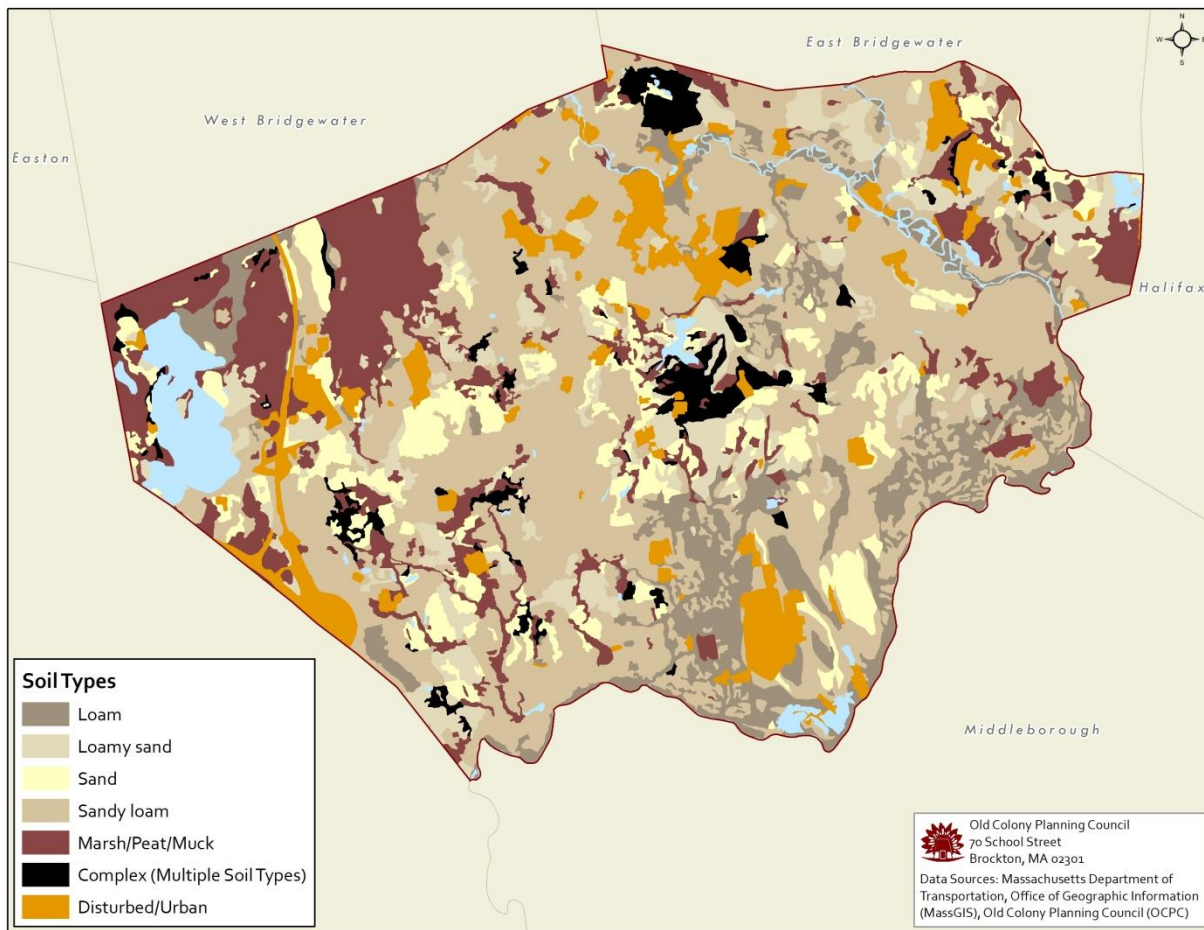 East Bridgewater
N
W
E
S
West Bridgewater
Easton
Halifax
Middleborough
Soil Types
Loam
Loamy sand
Sand
Sandy loam
Marsh/Peat/Muck
Complex (Multiple Soil Types)
Disturbed/Urban
Old Colony Planning Council
70 School Street
Brockton, MA 02301
Data Sources: Massachusetts Department of
Transportation, Office of Geographic Information
(MassGIS), Old Colony Planning Council (OCPC)